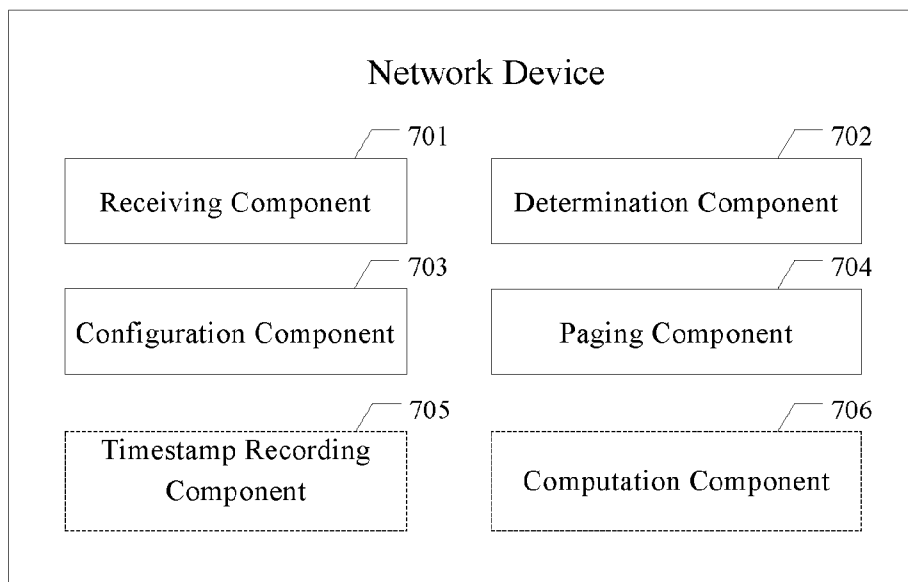 Network Device
701
702
Receiving Component
Determination Component
703
704
Configuration Component
Paging Component
705
706
Timestamp Recording
Component
Computation Component